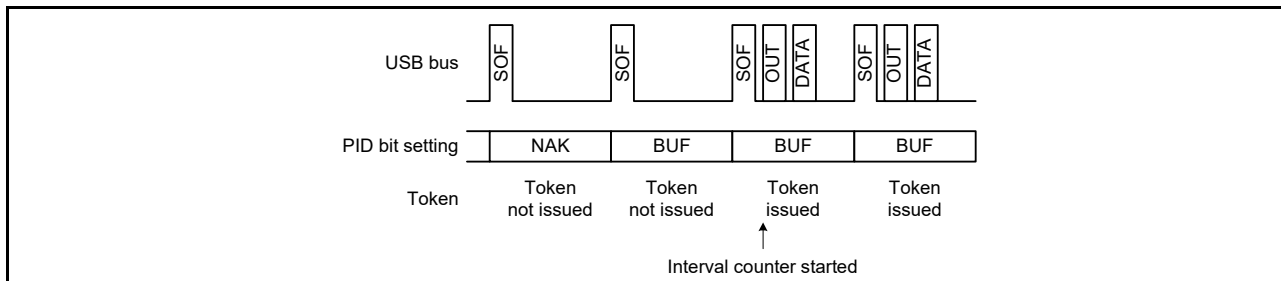 USB bus
SOF SOF SOF OUT DATA SOF OUT DATA
PID bit setting NAK BUF BUF BUF
Token
Token not issued
Token not issued
Token issued
Token issued
Interval counter started